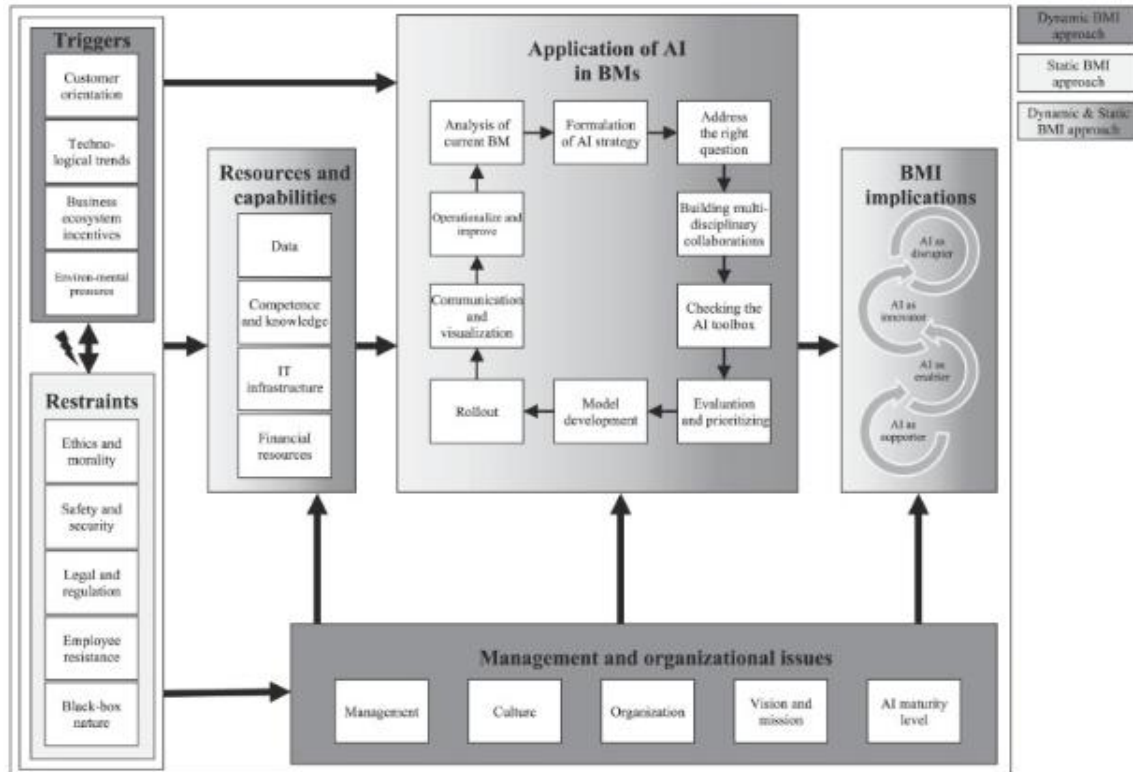 Triggers
Customer
orientation
Techno-
logical trends
Business
ecosystem
incentives
Environ-mental
pressures
Restraints
Ethics and
morality
Safety and
security
Legal and
regulation
Employee
resistance
Black-box
nature
Resources and
capabilities
Data
Competence
and knowledge
IT
infrastructure
Financial
resources
Application of AI
in BMs
Analysis of
current BM
Formulation
of AI strategy
Address
the right
question
Building multi-
disciplinary
collaborations
Checking the
AI toolbox
Evaluation
and prioritizing
Model
development
Rollout
Communication
and
visualization
Operationalize and
improve
BMI
implications
AI as
disrupter
AI as
innovator
AI as
enabler
AI as
supporter
Management and organizational issues
Management
Culture
Organization
Vision and
mission
AI maturity
level
Dynamic BMI
approach
Static BMI
approach
Dynamic & Static
BMI approach